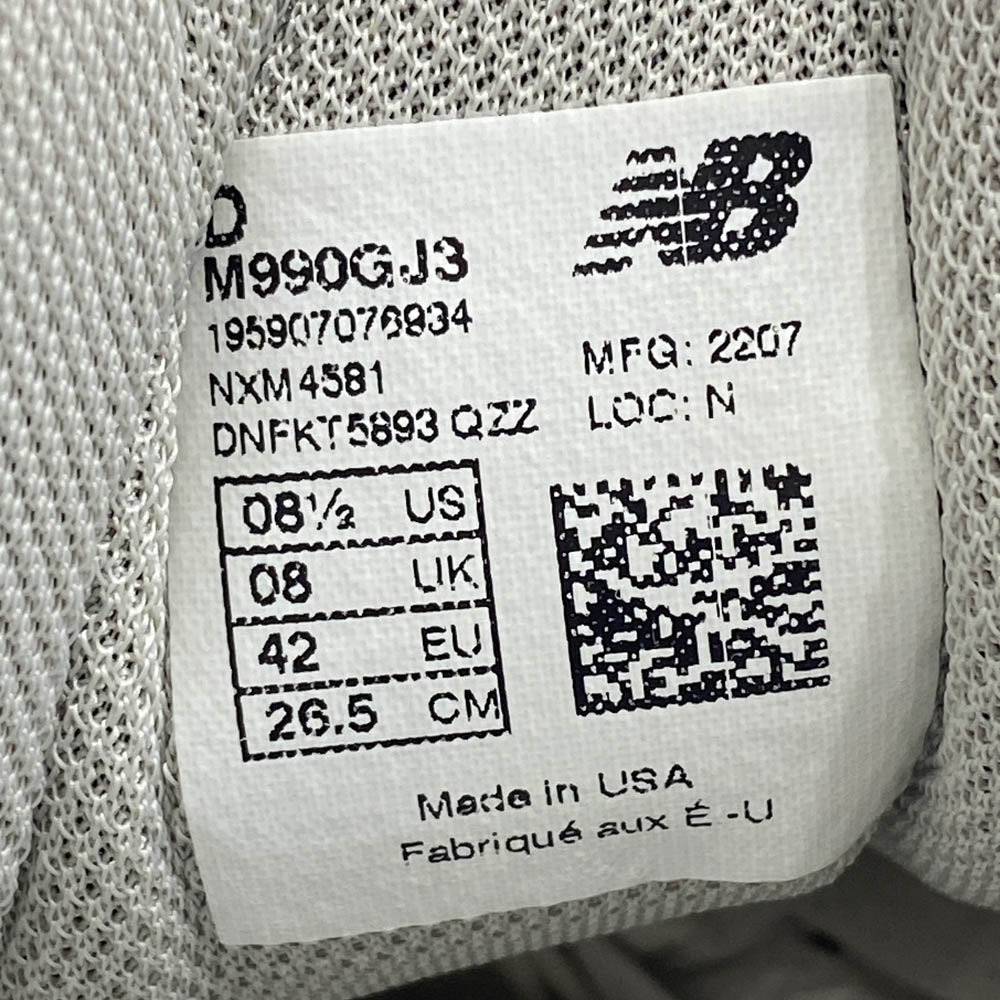 D
M990GJ3
195907076934
NXM4581
DNFKT5893 QZZ
MFG: 2207
LOC: N
08½ US
08 UK
42 EU
26.5 CM
Made in USA
Fabriqué aux É -U